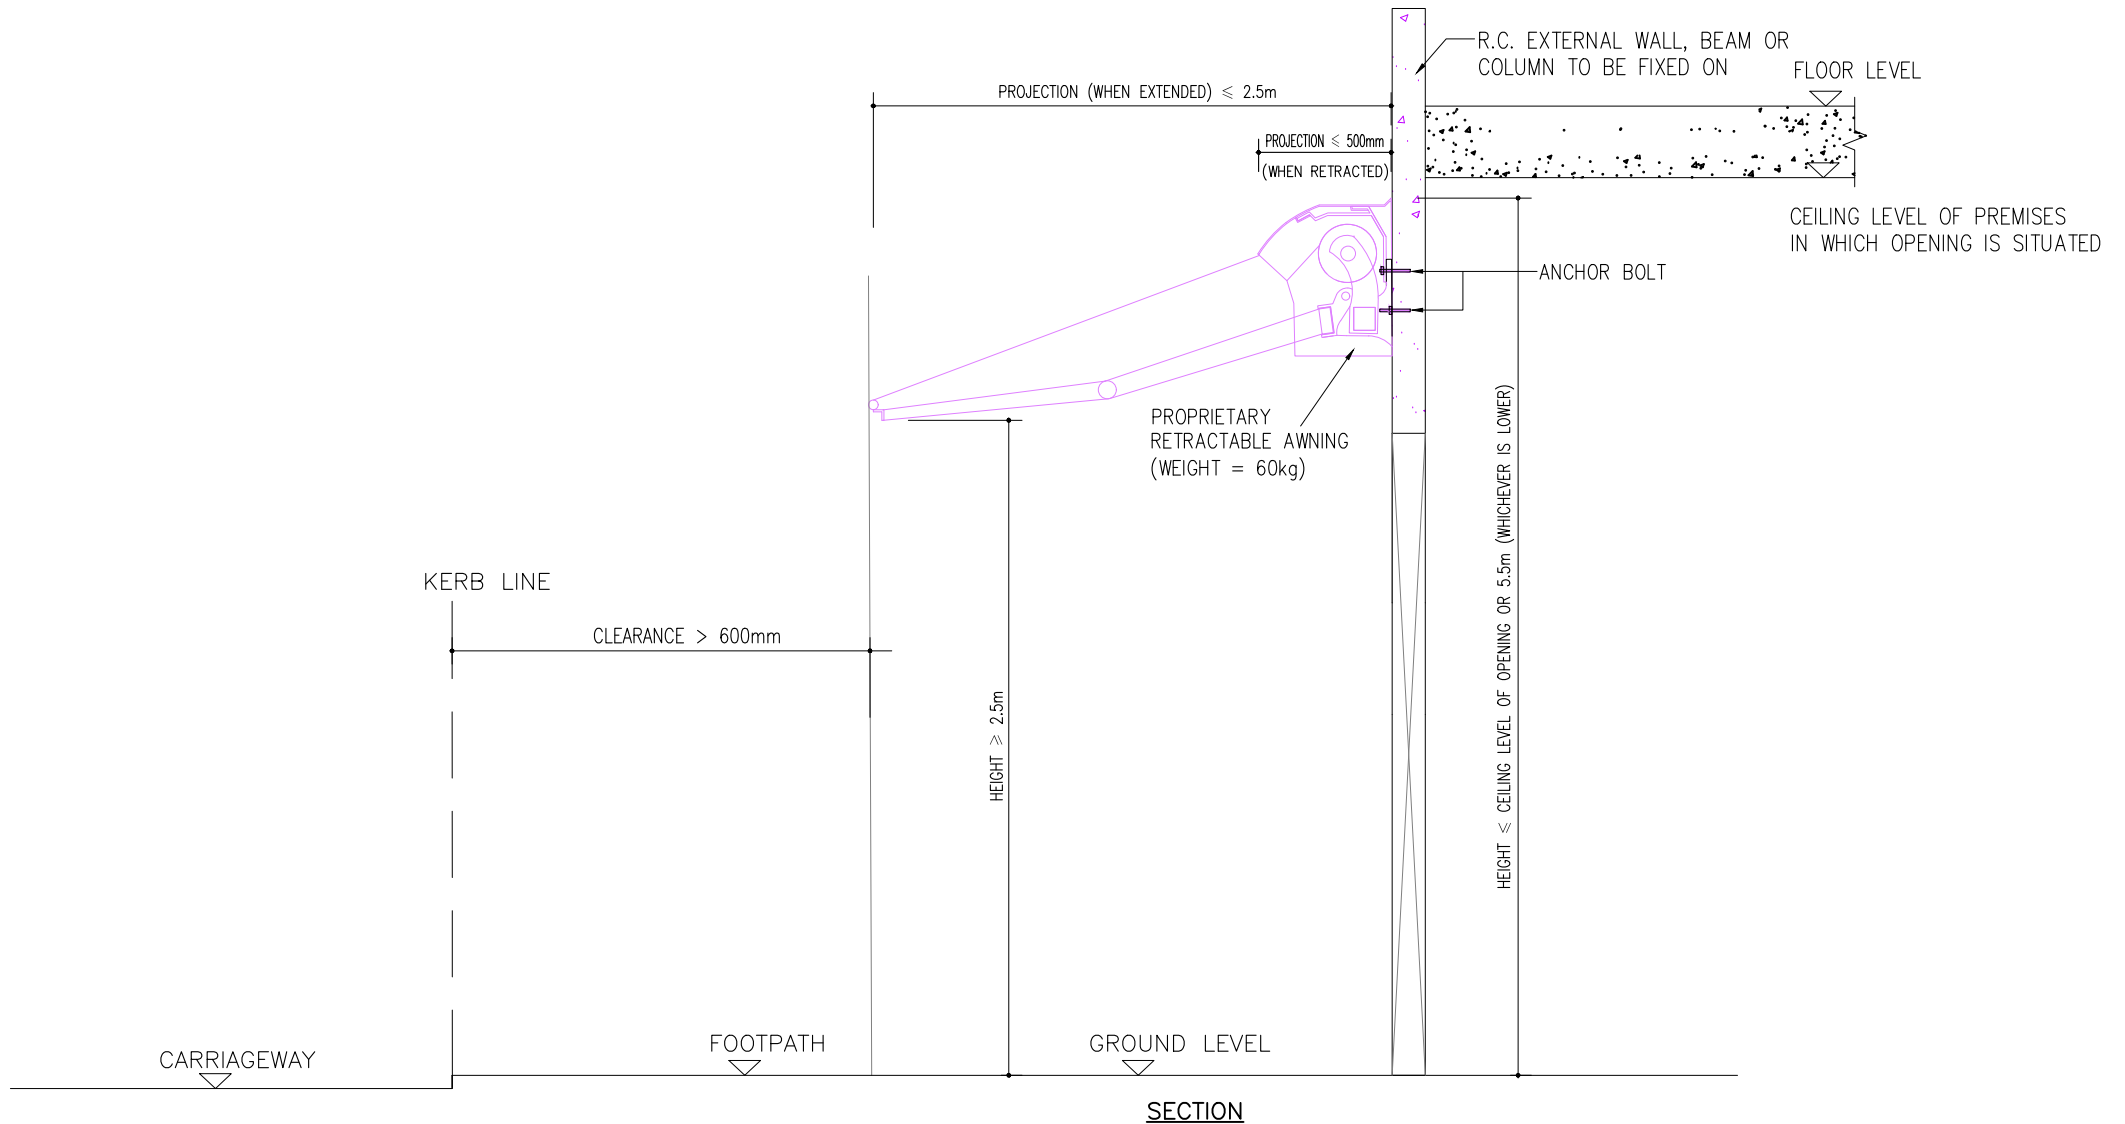 R.C. EXTERNAL WALL, BEAM OR
COLUMN TO BE FIXED ON
FLOOR LEVEL
PROJECTION (WHEN EXTENDED) ⩽ 2.5m
PROJECTION ⩽ 500mm
(WHEN RETRACTED)
CEILING LEVEL OF PREMISES
IN WHICH OPENING IS SITUATED
ANCHOR BOLT
PROPRIETARY
RETRACTABLE AWNING
(WEIGHT = 60kg)
HEIGHT ⩽ CEILING LEVEL OF OPENING OR 5.5m (WHICHEVER IS LOWER)
KERB LINE
CLEARANCE > 600mm
HEIGHT ⩾ 2.5m
CARRIAGEWAY
FOOTPATH
GROUND LEVEL
SECTION